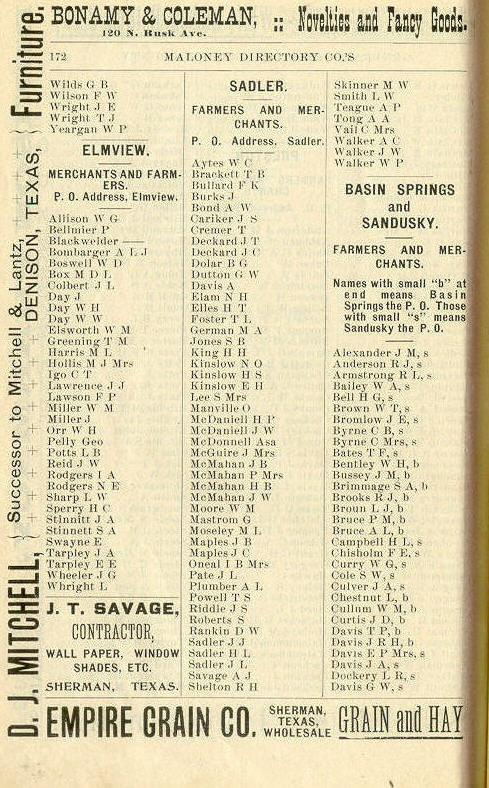 BONAMY & COLEMAN, :: Novelties and Fancy Goods.
120 N. Rusk Ave.
172 MALONEY DIRECTORY CO.'S
D. J. MITCHELL, } Successor to Mitchell & Lantz, { Furniture.
DENISON, TEXAS,
Wilds G B
Wilson F W
Wright J E
Wright T J
Yeargan W P
ELMVIEW.
MERCHANTS AND FARM-
ERS.
P. O. Address, Elmview.
Allison W G
Bellmier P
Blackwelder ——
Bombarger A L J
Boswell W D
Box M D L
Colbert J L
Day J
Day W H
Day W W
Elsworth W M
Greening T M
Harris M L
Hollis M J Mrs
Igo C T
Lawrence J J
Lawson F P
Miller W M
Miller J
Orr W H
Pelly Geo
Potts L B
Reid J W
Rodgers I A
Rodgers N E
Sharp L W
Sperry H C
Stinnitt J A
Stinnett S A
Swayne E
Tarpley J A
Tarpley E E
Wheeler J G
Whright L
J. T. SAVAGE,
CONTRACTOR,
WALL PAPER, WINDOW
SHADES, ETC.
SHERMAN, TEXAS.
SADLER.
FARMERS AND MER-
CHANTS.
P. O. Address, Sadler.
Aytes W C
Brackett T B
Bullard F K
Burks J
Bond A W
Cariker J S
Cremer T
Deckard J T
Deckard J C
Dolar B G
Dutton G W
Davis A
Elam N H
Elles H T
Foster T L
German M A
Jones S B
King H H
Kinslow N O
Kinslow H S
Kinslow E H
Lee S Mrs
Manville O
McDaniell H P
McDaniell J W
McDonnell Asa
McGuire J Mrs
McMahan J B
McMahan P Mrs
McMahan H B
McMahan J W
Moore W M
Mastrom G
Moseley M L
Maples J B
Maples J C
Oneal I B Mrs
Pate J L
Plumber A L
Powell T S
Riddle J S
Roberts S
Rankin D W
Sadler J J
Sadler H L
Sadler J L
Savage A J
Shelton R H
Skinner M W
Smith L W
Teague A P
Tong A A
Vail C Mrs
Walker A C
Walker J W
Walker W P
BASIN SPRINGS
and
SANDUSKY.
FARMERS AND MER-
CHANTS.
Names with small "b" at
end means Basin
Springs the P. O. Those
with small "s" means
Sandusky the P. O.
Alexander J M, s
Anderson R J, s
Armstrong R L, s
Bailey W A, s
Bell H G, s
Brown W T, s
Bromlow J E, s
Byrne C B, s
Byrne C Mrs, s
Bates T F, s
Bentley W H, b
Bussey J M, b
Brimmage S A, b
Brooks R J, b
Broun L J, b
Bruce P M, b
Bruce A L, b
Campbell H L, s
Chisholm F E, s
Curry W G, s
Cole S W, s
Culver J A, s
Chestnut L, b
Cullum W M, b
Curtis J D, b
Davis T P, b
Davis J R H, b
Davis E P Mrs, s
Davis J A, s
Dockery L R, s
Davis G W, s
EMPIRE GRAIN CO. SHERMAN, TEXAS, WHOLESALE GRAIN and HAY